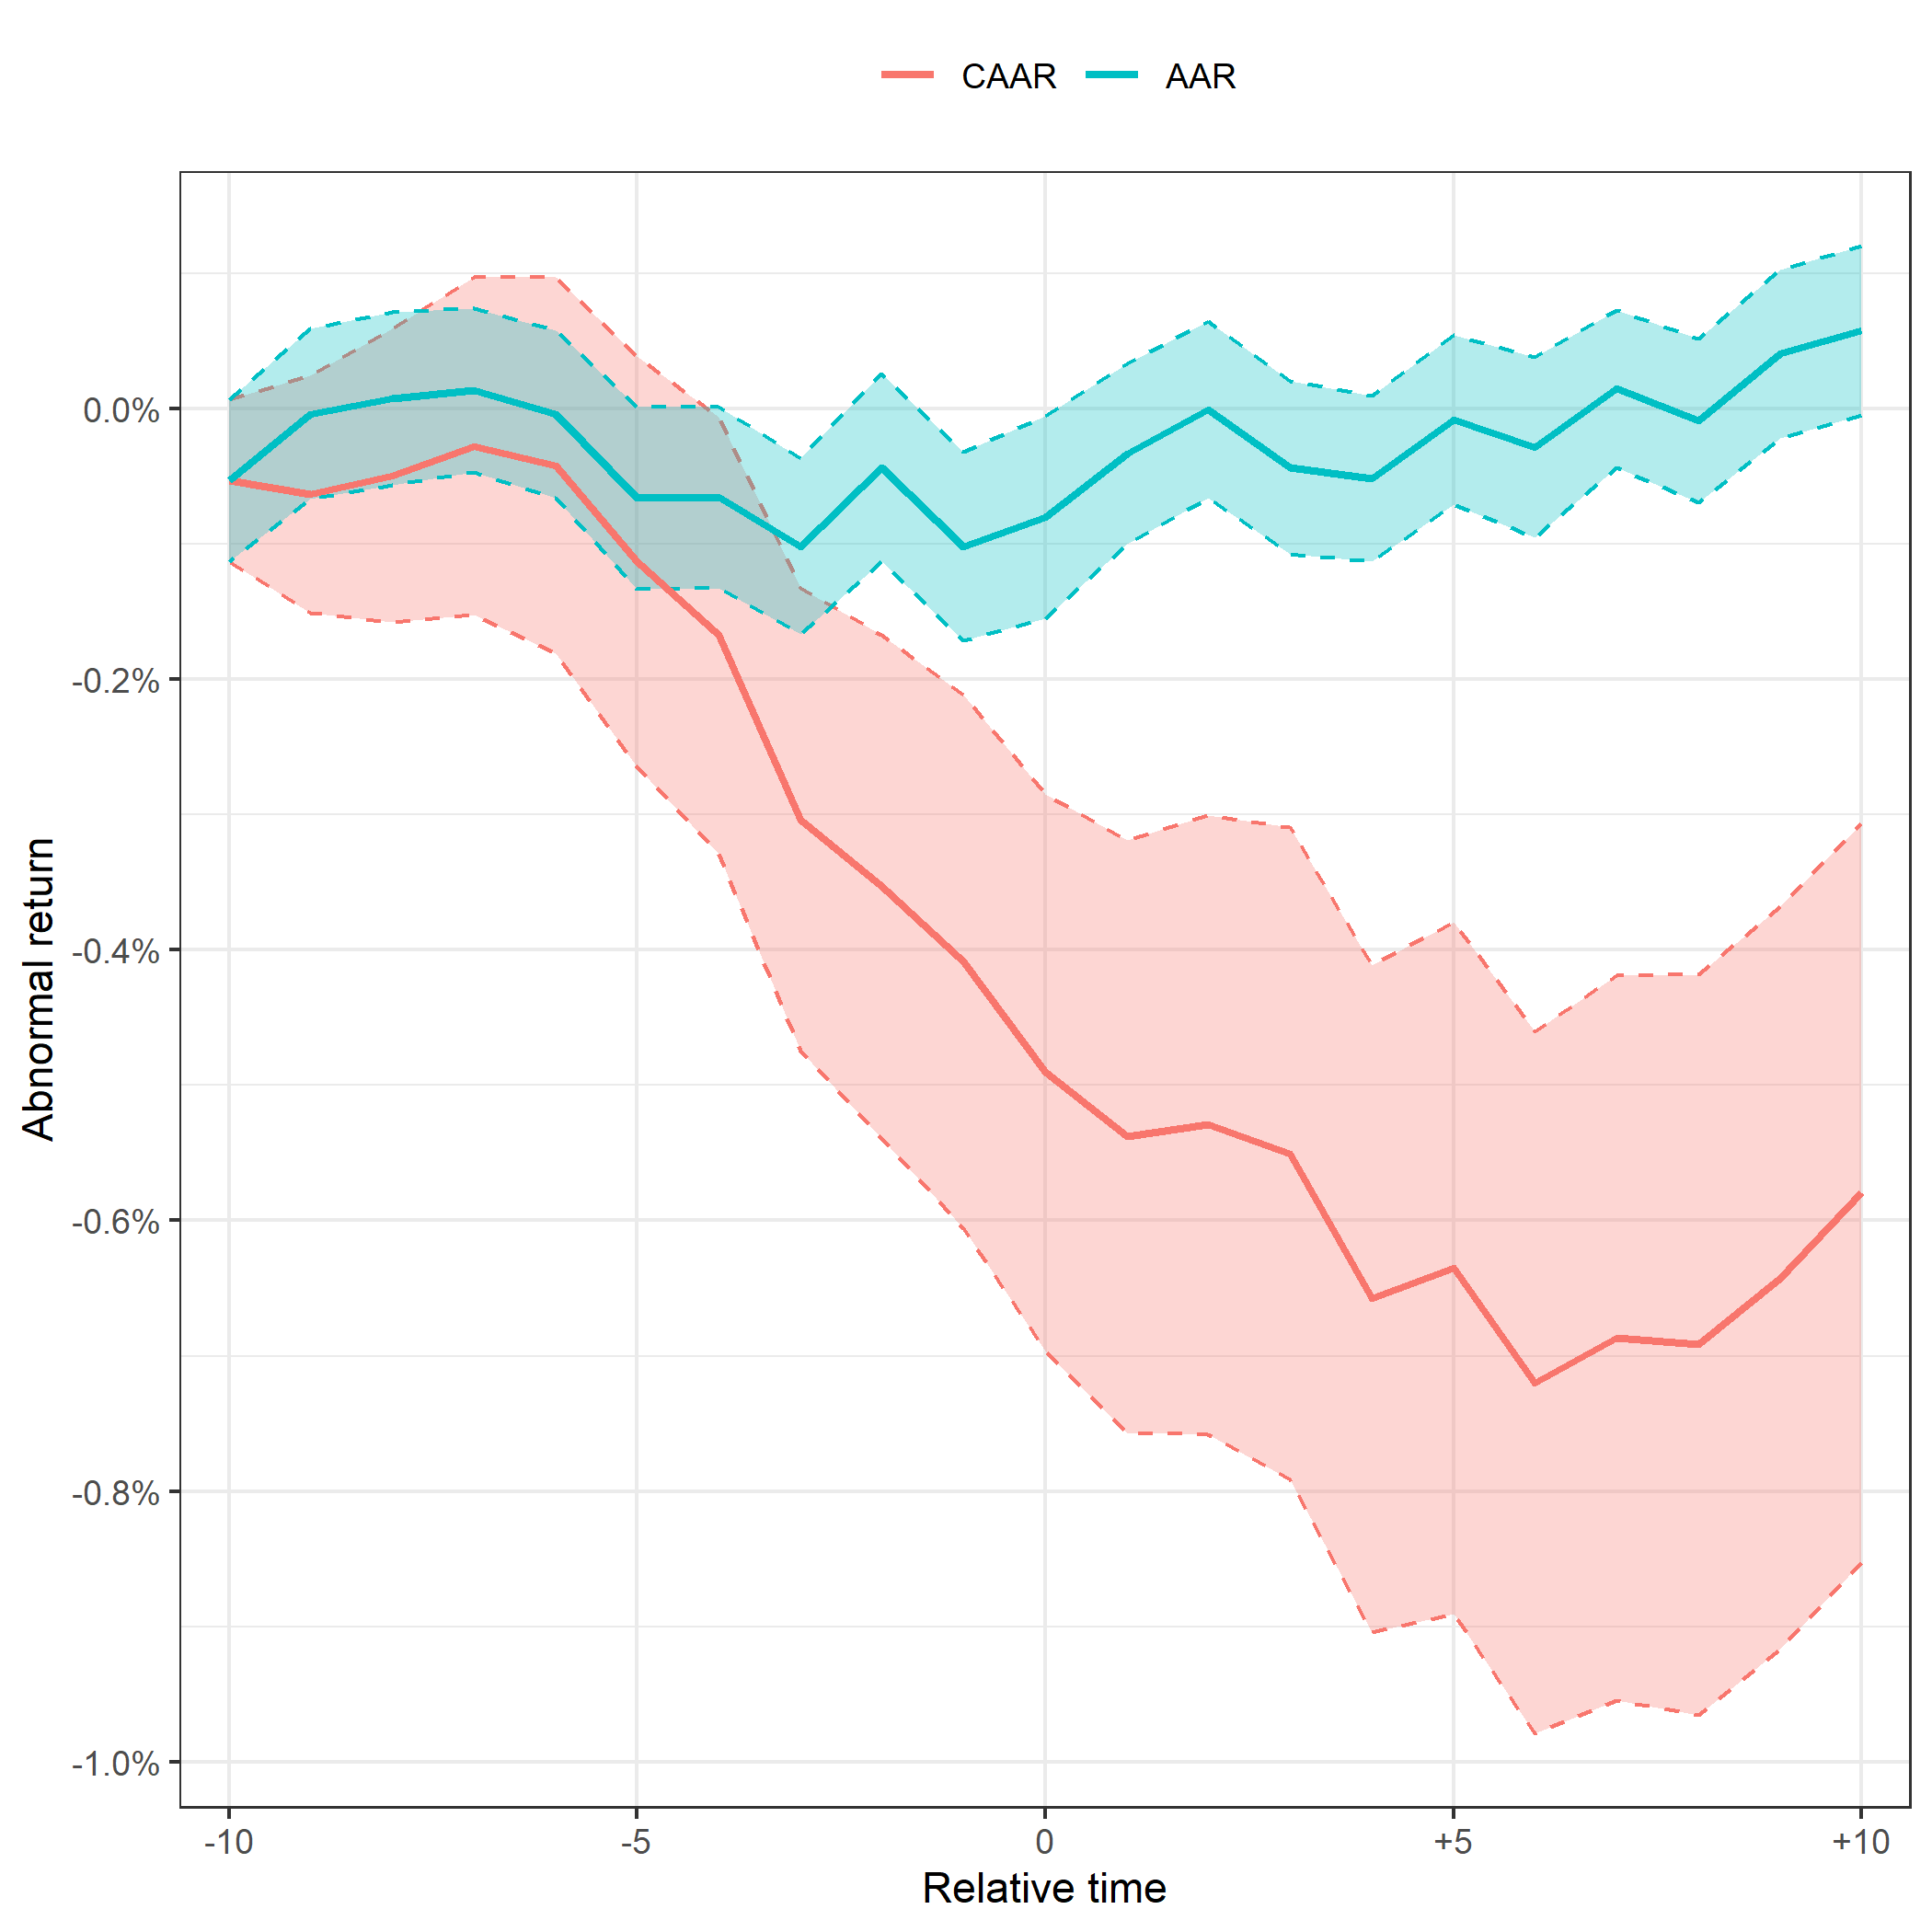 CAAR AAR
Abnormal return
0.0%
-0.2%
-0.4%
-0.6%
-0.8%
-1.0%
-10 -5 0 +5 +10
Relative time